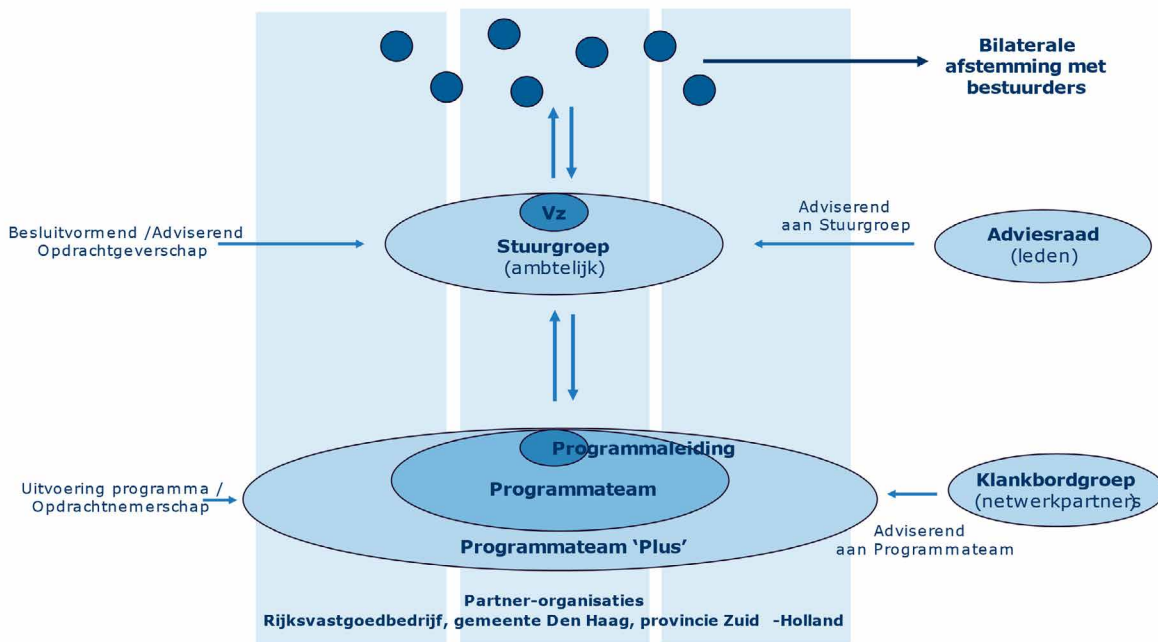 Bilaterale
afstemming met
bestuurders
Besluitvormend /Adviserend
Opdrachtgeverschap
Vz
Stuurgroep
(ambtelijk)
Adviserend
aan Stuurgroep
Adviesraad
(leden)
Uitvoering programma /
Opdrachtnemerschap
Programmaleiding
Programmateam
Programmateam ‘Plus’
Klankbordgroep
(netwerkpartners)
Adviserend
aan Programmateam
Partner-organisaties
Rijksvastgoedbedrijf, gemeente Den Haag, provincie Zuid -Holland